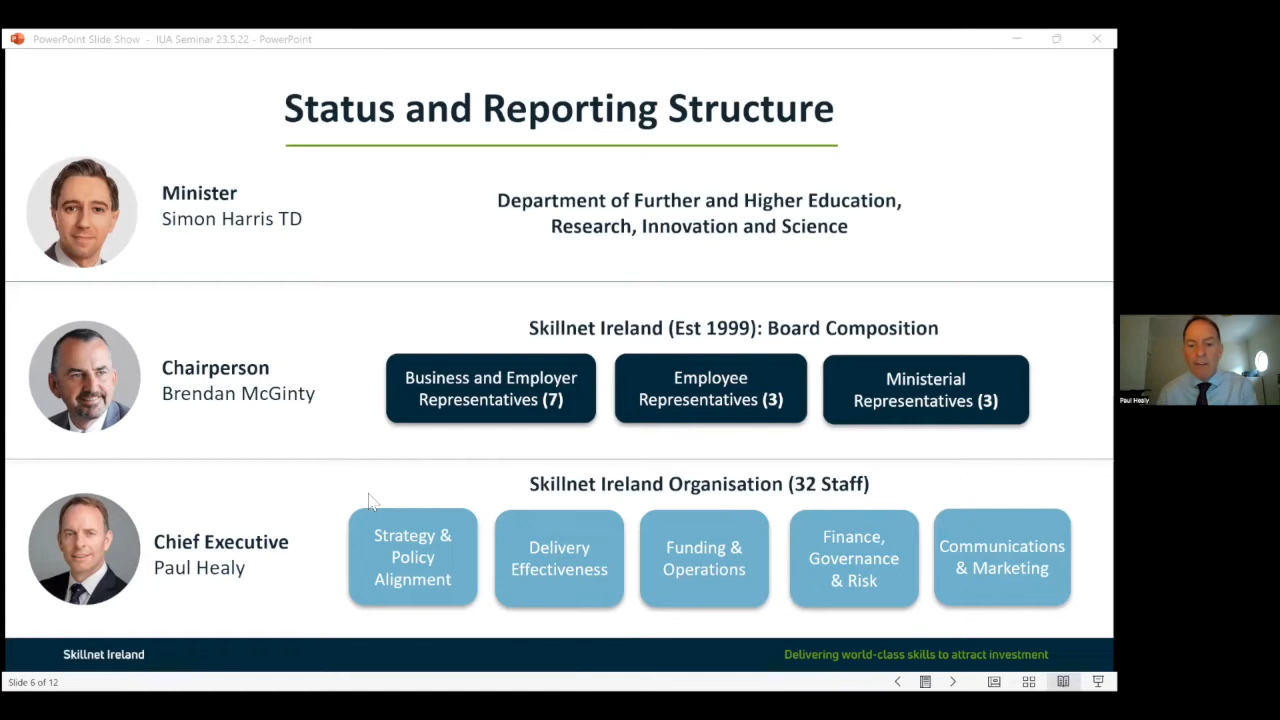 PowerPoint Slide Show - IUA Seminar 23.5.22 - PowerPoint
Status and Reporting Structure
Minister
Simon Harris TD
Department of Further and Higher Education,
Research, Innovation and Science
Skillnet Ireland (Est 1999): Board Composition
Chairperson
Brendan McGinty
Business and Employer
Representatives (7)
Employee
Representatives (3)
Ministerial
Representatives (3)
Skillnet Ireland Organisation (32 Staff)
Chief Executive
Paul Healy
Strategy &
Policy
Alignment
Delivery
Effectiveness
Funding &
Operations
Finance,
Governance
& Risk
Communications
& Marketing
Paul Healy
Skillnet Ireland
Delivering world-class skills to attract investment
Slide 6 of 12